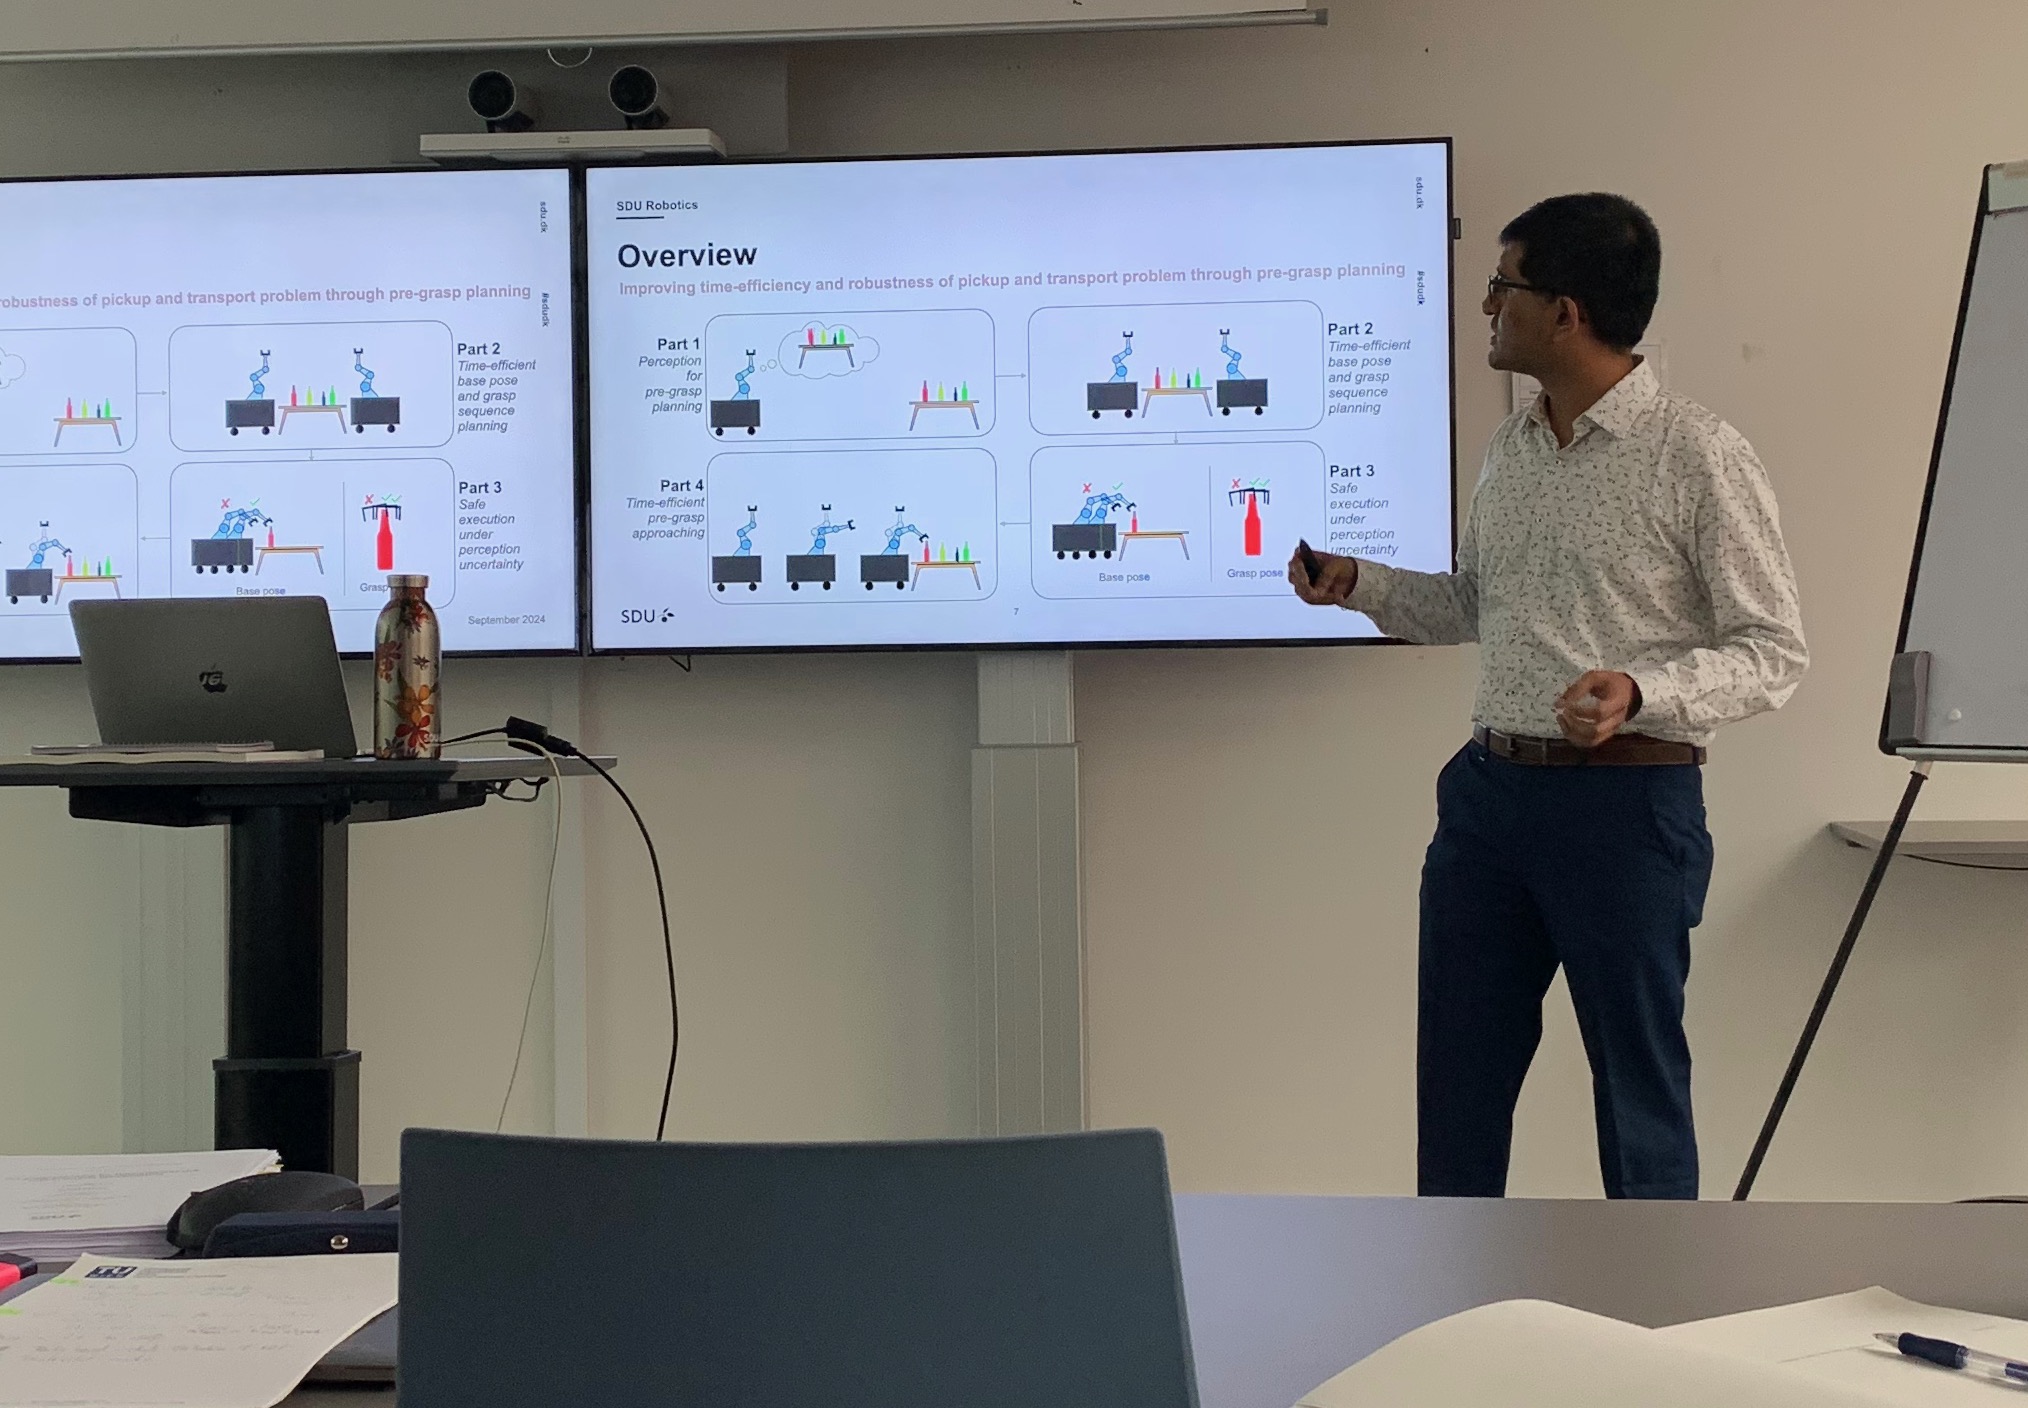 robustness of pickup and transport problem through pre-grasp planning
sdu.dk
#sdudk
Part 2
Time-efficient
base pose
and grasp
sequence
planning
Part 3
Safe
execution
under
perception
uncertainty
Base pose
Grasp
September 2024
SDU Robotics
Overview
Improving time-efficiency and robustness of pickup and transport problem through pre-grasp planning
sdu.dk
#sdudk
Part 1
Perception
for
pre-grasp
planning
Part 2
Time-efficient
base pose
and grasp
sequence
planning
Part 4
Time-efficient
pre-grasp
approaching
Part 3
Safe
execution
under
perception
uncertainty
Base pose
Grasp pose
SDU
7
TU